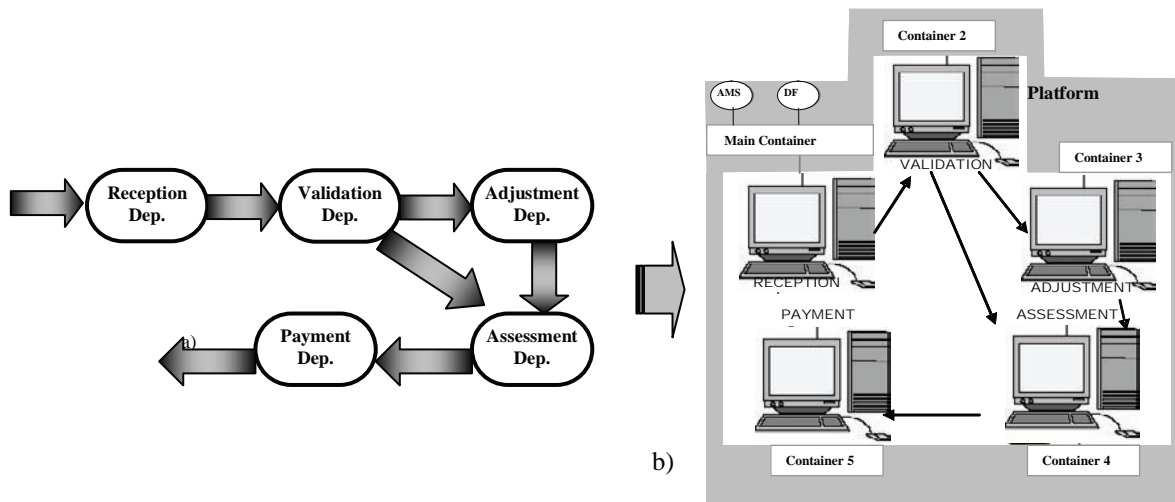 Reception
Dep.
Validation
Dep.
Adjustment
Dep.
Payment
Dep.
Assessment
Dep.
a)
Container 2
AMS
DF
Platform
Main Container
VALIDATION
Container 3
RECEPTION
ADJUSTMENT
PAYMENT
ASSESSMENT
Container 5
Container 4
b)